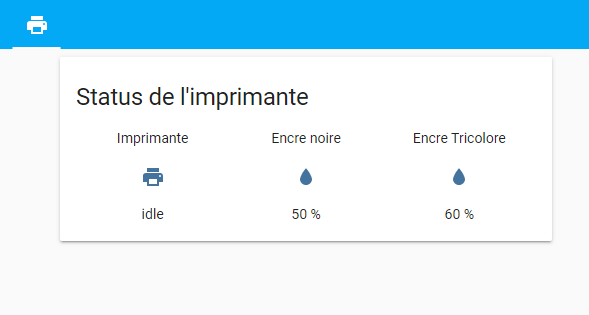 Status de l'imprimante
Imprimante Encre noire Encre Tricolore
idle 50 % 60 %